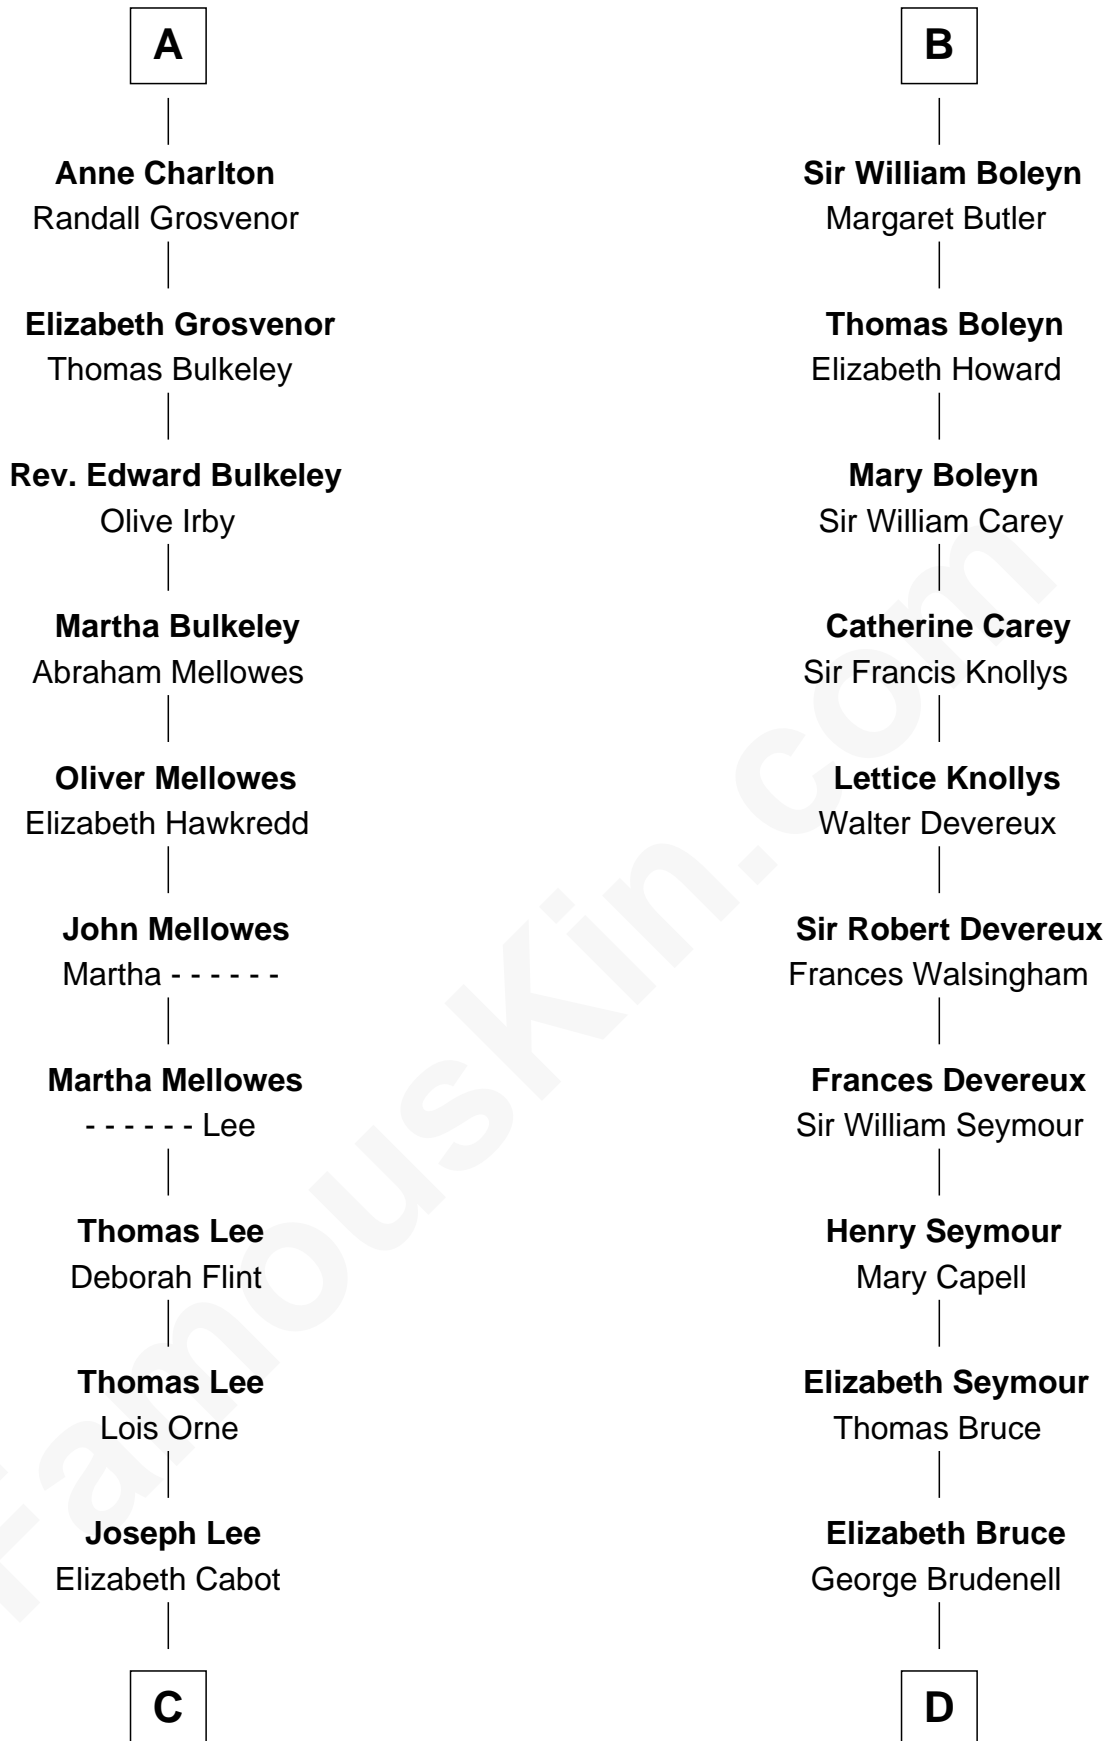 A
Anne Charlton
Randall Grosvenor
Elizabeth Grosvenor
Thomas Bulkeley
Rev. Edward Bulkeley
Olive Irby
Martha Bulkeley
Abraham Mellowes
Oliver Mellowes
Elizabeth Hawkredd
John Mellowes
Martha - - - - - -
Martha Mellowes
- - - - - - Lee
Thomas Lee
Deborah Flint
Thomas Lee
Lois Orne
Joseph Lee
Elizabeth Cabot
C
B
Sir William Boleyn
Margaret Butler
Thomas Boleyn
Elizabeth Howard
Mary Boleyn
Sir William Carey
Catherine Carey
Sir Francis Knollys
Lettice Knollys
Walter Devereux
Sir Robert Devereux
Frances Walsingham
Frances Devereux
Sir William Seymour
Henry Seymour
Mary Capell
Elizabeth Seymour
Thomas Bruce
Elizabeth Bruce
George Brudenell
D
FamousKin.com